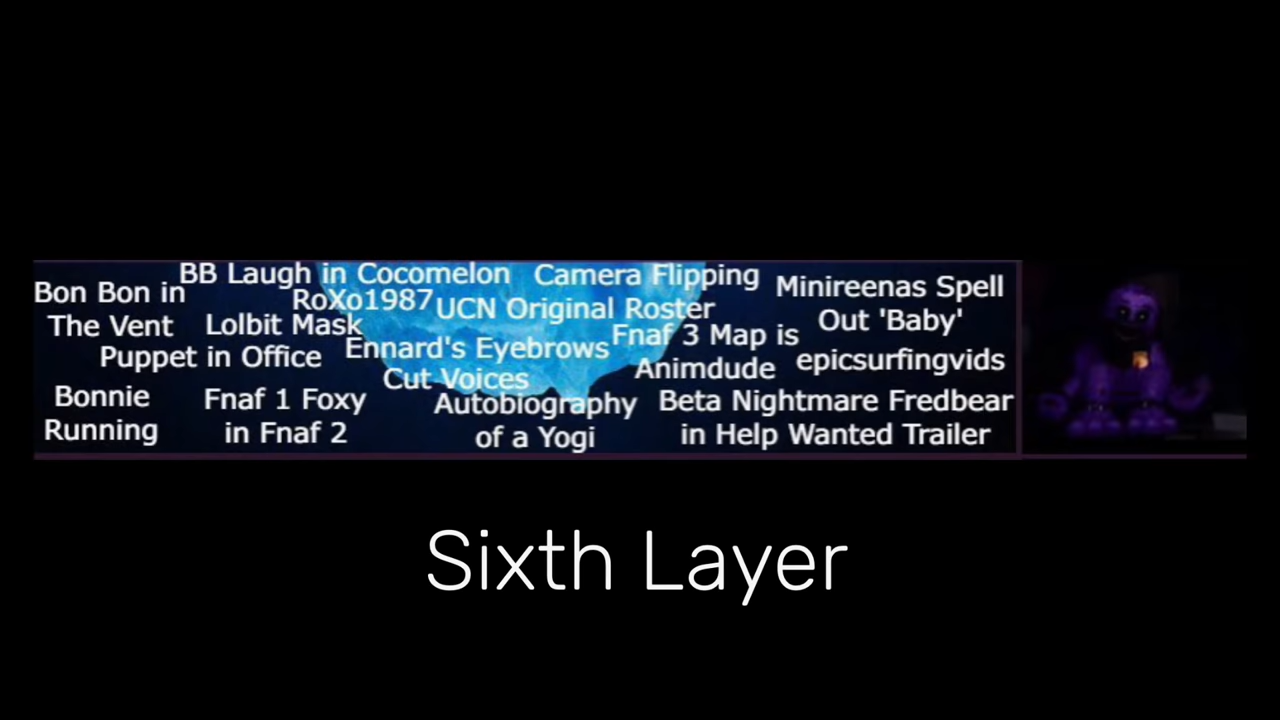 BB Laugh in Cocomelon
Camera Flipping
Bon Bon in
The Vent
RoXo1987
UCN Original Roster
Minireenas Spell
Out 'Baby'
Lolbit Mask
Puppet in Office
Ennard's Eyebrows
Fnaf 3 Map is
Animdude
epicsurfingvids
Cut Voices
Bonnie
Running
Fnaf 1 Foxy
in Fnaf 2
Autobiography
of a Yogi
Beta Nightmare Fredbear
in Help Wanted Trailer
Sixth Layer